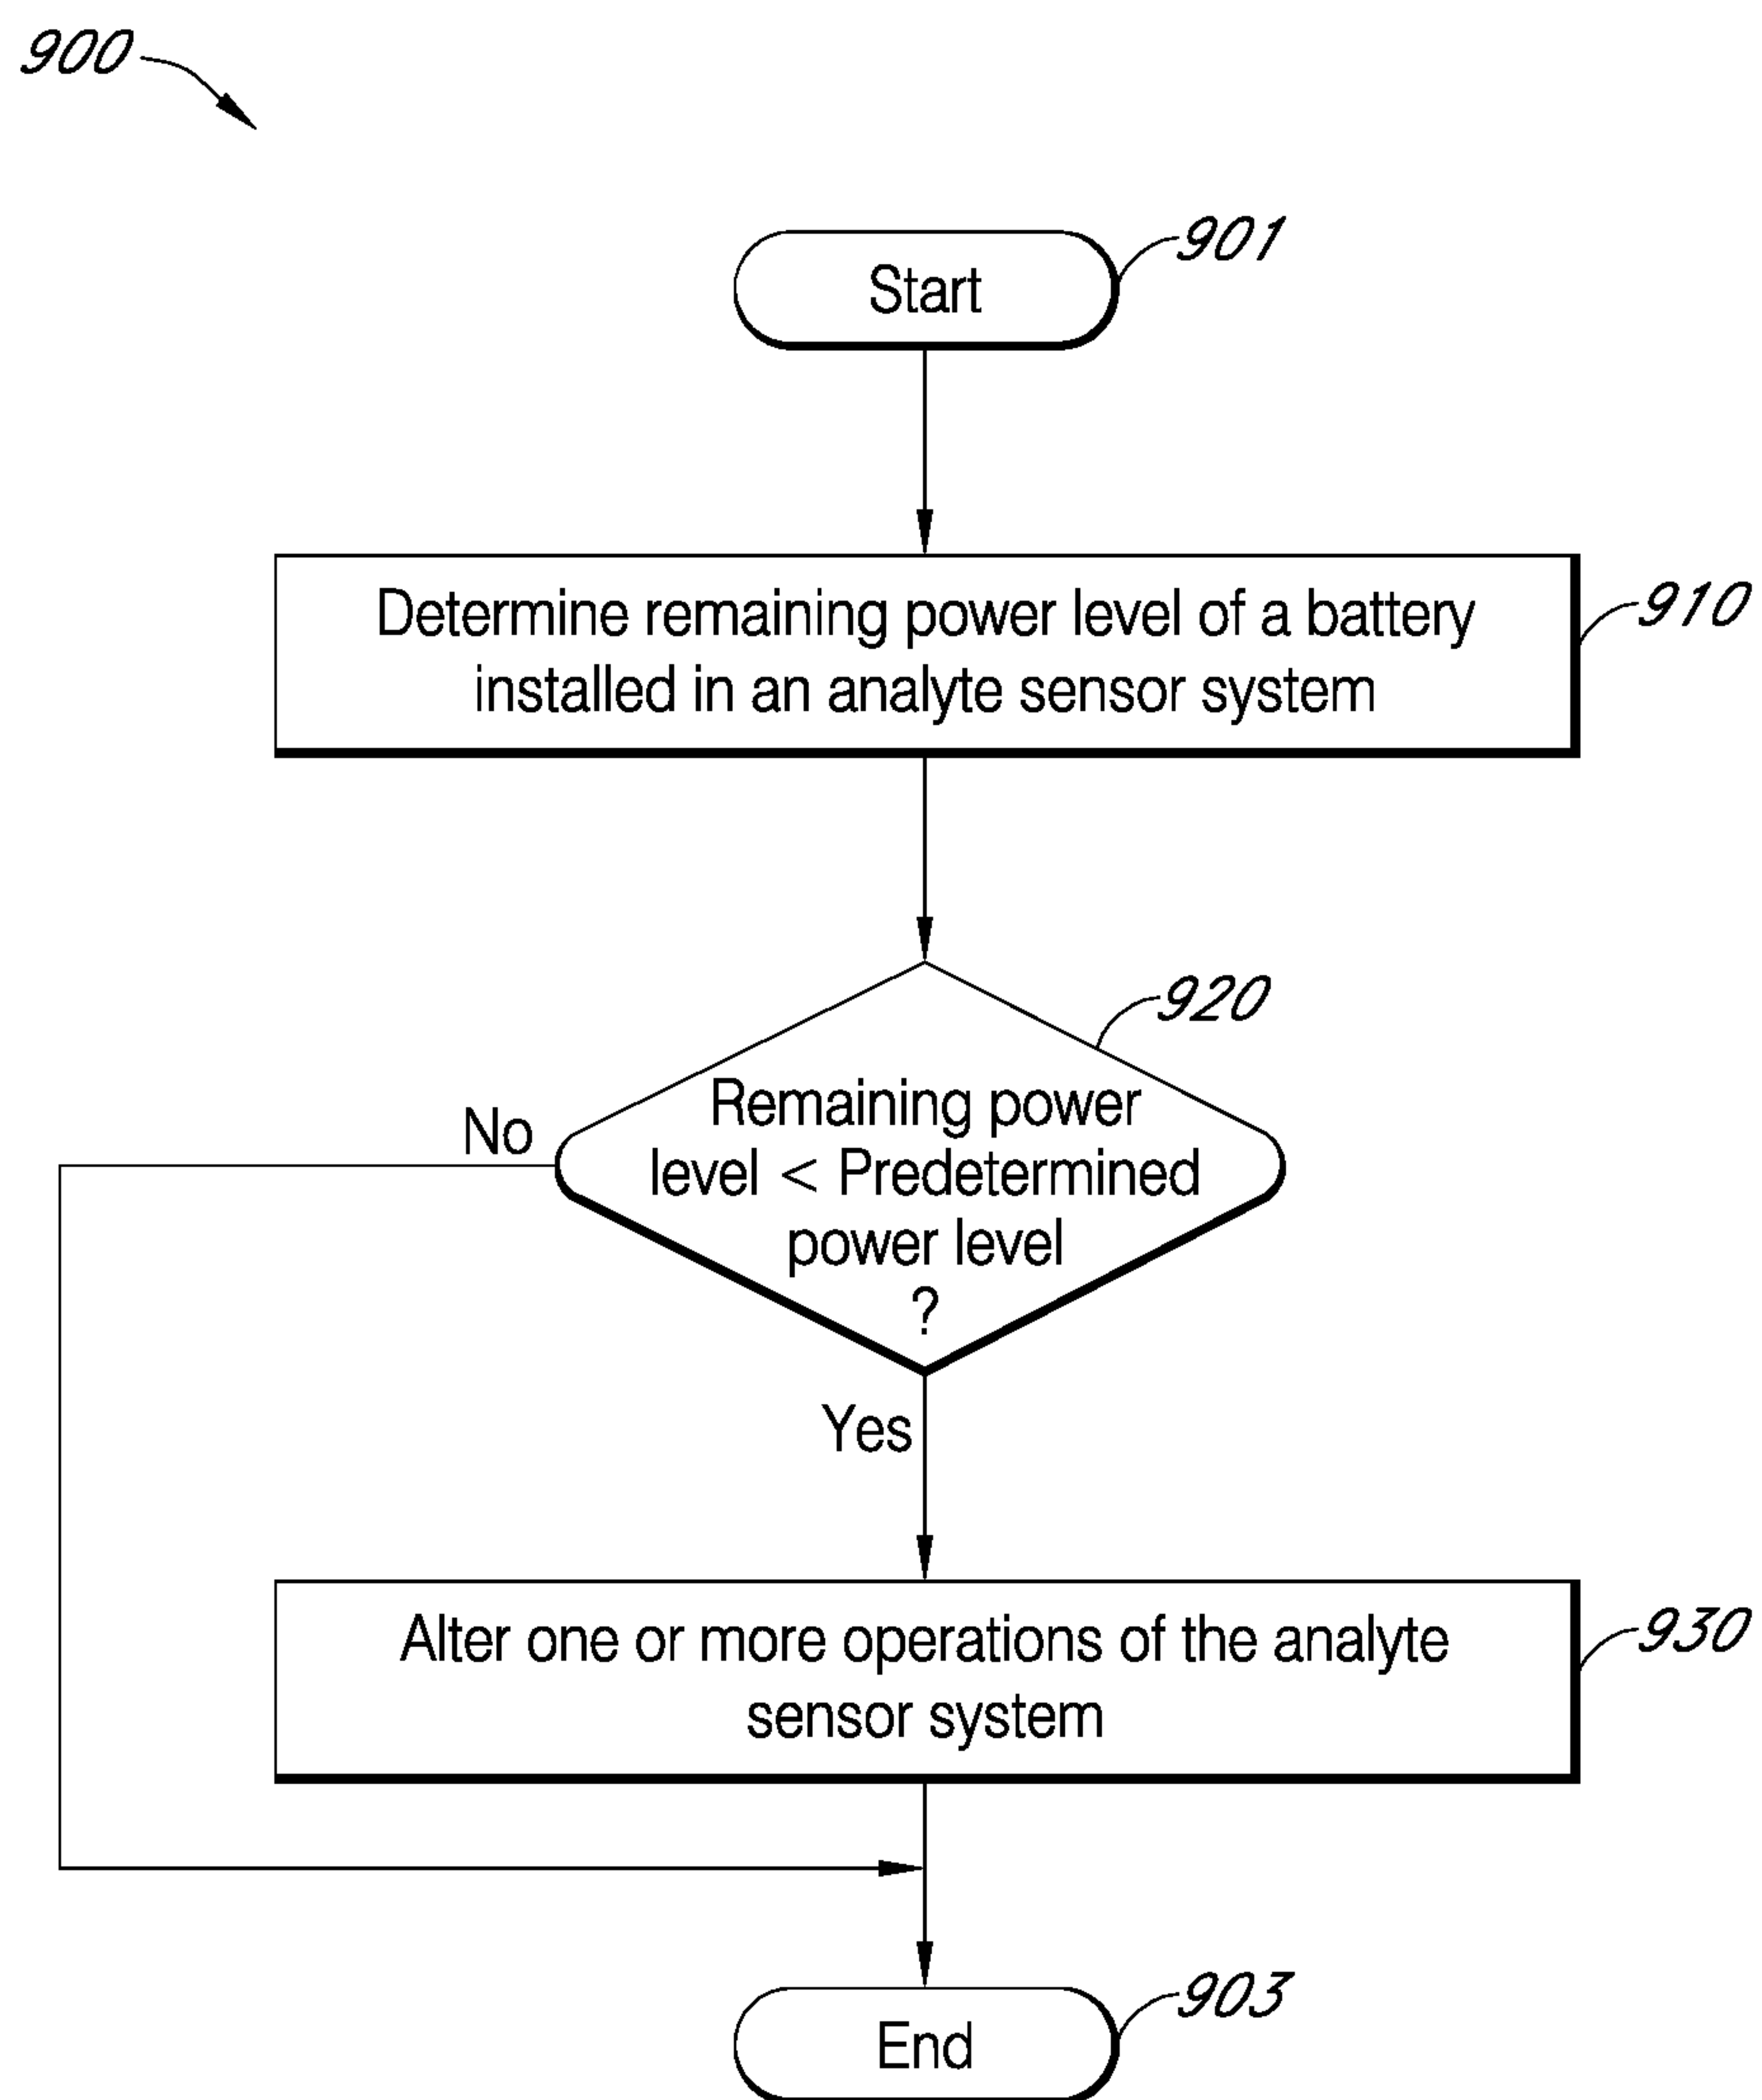 900
Start
901
Determine remaining power level of a battery
installed in an analyte sensor system
910
920
Remaining power
level < Predetermined
power level
?
No
Yes
Alter one or more operations of the analyte
sensor system
930
End
903